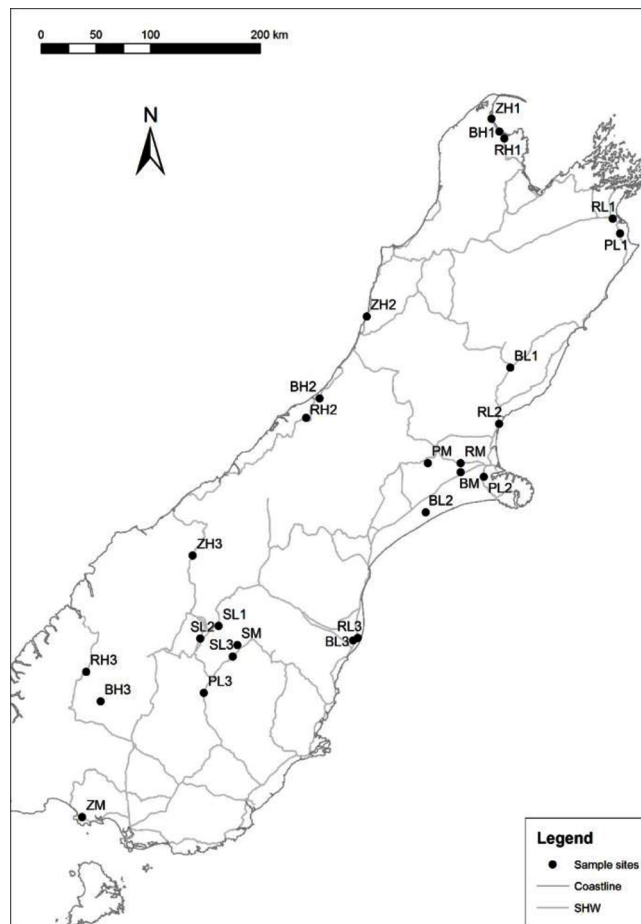 0 50 100 200 km
N
ZH1
BH1
RH1
RL1
PL1
ZH2
BL1
BH2
RH2
RL2
PM RM
BM PL2
BL2
ZH3
SL1
SL2 SM
SL3
RL3
BL3
RH3
BH3
PL3
ZM
Legend
Sample sites
Coastline
SHW